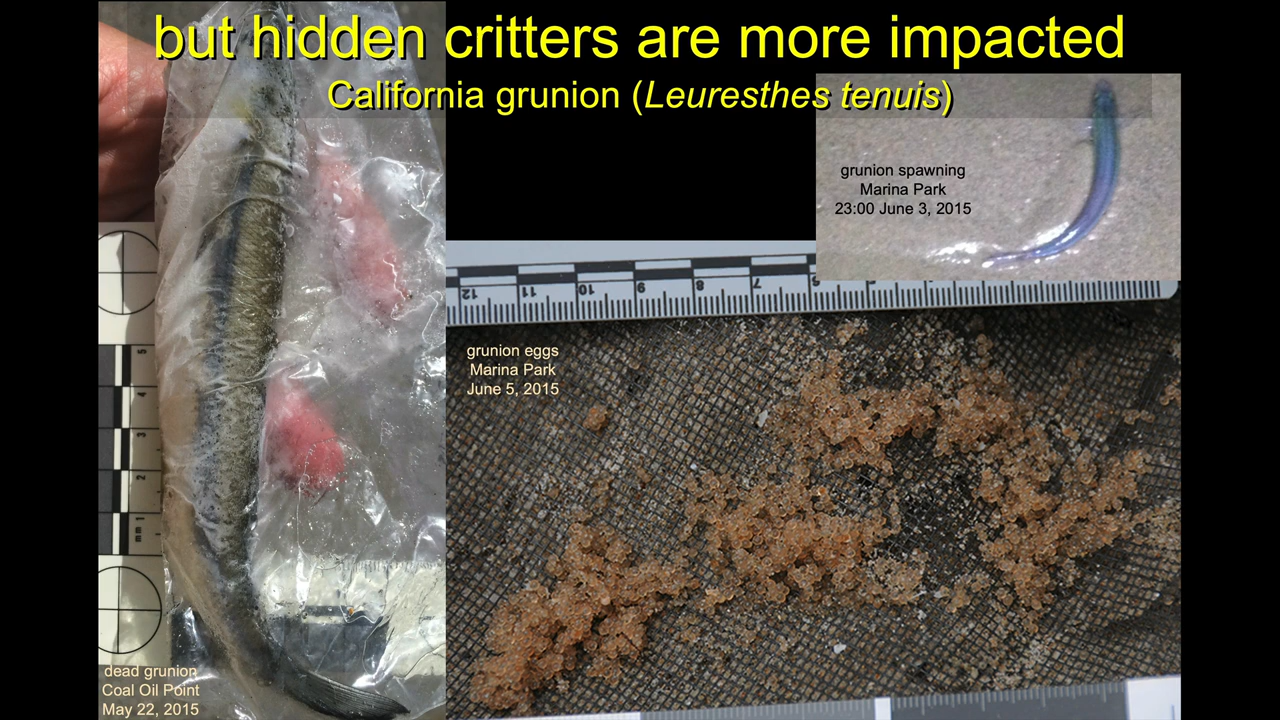 but hidden critters are more impacted
California grunion (Leuresthes tenuis)
grunion spawning
Marina Park
23:00 June 3, 2015
12 11 10 9 8 7
grunion eggs
Marina Park
June 5, 2015
5
4
3
2
mm 1
dead grunion
Coal Oil Point
May 22, 2015